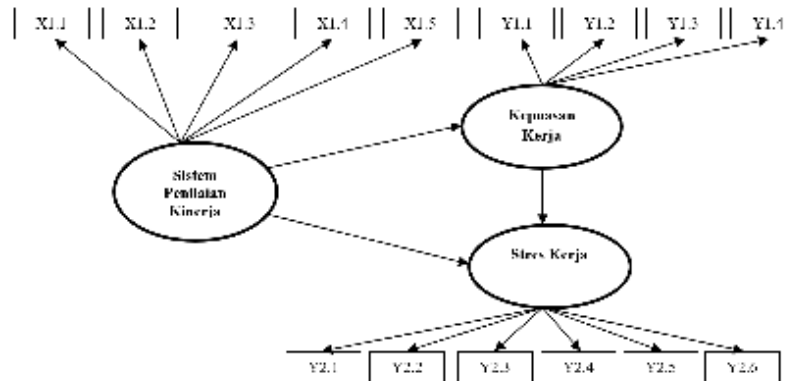 X1.1 X1.2 X1.3 X1.4 X1.5 Y1.1 Y1.2 Y1.3 Y1.4
Kepuasan
Kerja
Sistem
Penilaian
Kinerja
Stres Kerja
Y2.1 Y2.2 Y2.3 Y2.4 Y2.5 Y2.6